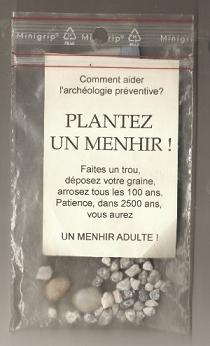 Minigrip® Minigrip® Minigrip®
Comment aider
l'archéologie préventive?
PLANTEZ
UN MENHIR !
Faites un trou,
déposez votre graine,
arrosez tous les 100 ans.
Patience, dans 2500 ans,
vous aurez
UN MENHIR ADULTE !